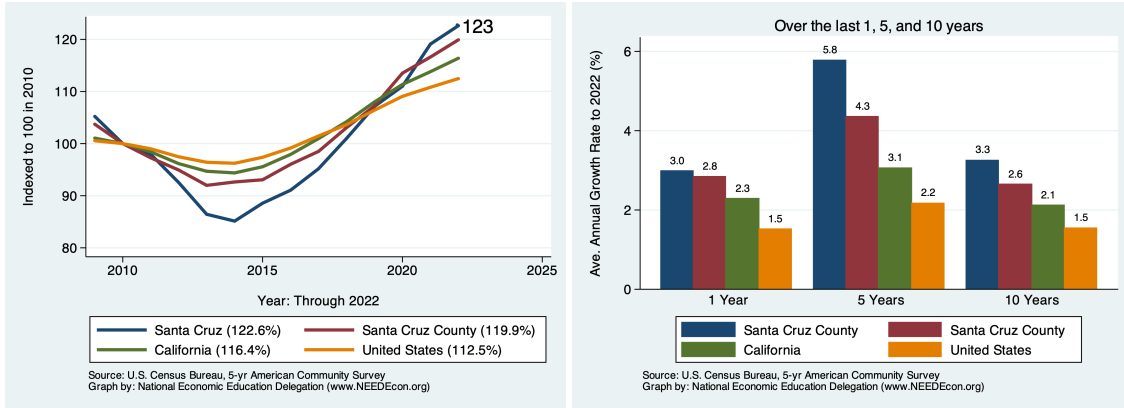 Indexed to 100 in 2010
120
110
100
90
80
123
2010
2015
2020
2025
Year: Through 2022
Santa Cruz (122.6%)
Santa Cruz County (119.9%)
California (116.4%)
United States (112.5%)
Source: U.S. Census Bureau, 5-yr American Community Survey
Graph by: National Economic Education Delegation (www.NEEDEcon.org)
Over the last 1, 5, and 10 years
Ave. Annual Growth Rate to 2022 (%)
6
4
2
0
3.0
2.8
2.3
1.5
5.8
4.3
3.1
2.2
3.3
2.6
2.1
1.5
1 Year
5 Years
10 Years
Santa Cruz County
Santa Cruz County
California
United States
Source: U.S. Census Bureau, 5-yr American Community Survey
Graph by: National Economic Education Delegation (www.NEEDEcon.org)